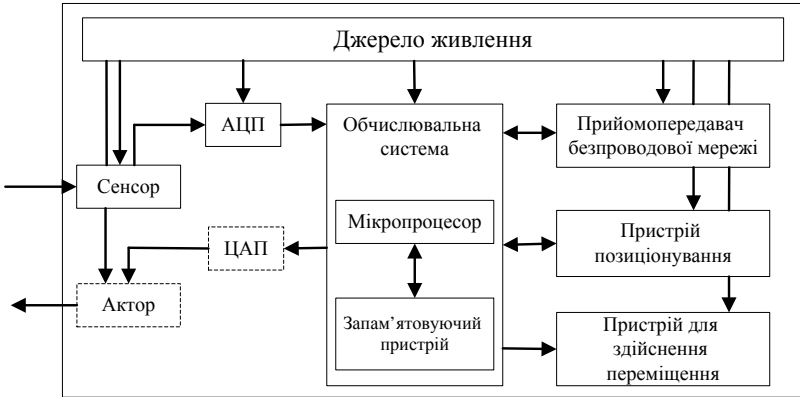 Джерело живлення
АЦП
Обчислювальна
система
Прийомопередавач
безпроводової мережі
Сенсор
Мікропроцесор
ЦАП
Пристрій
позиціонування
Актор
Запам’ятовуючий
пристрій
Пристрій для
здійснення
переміщення